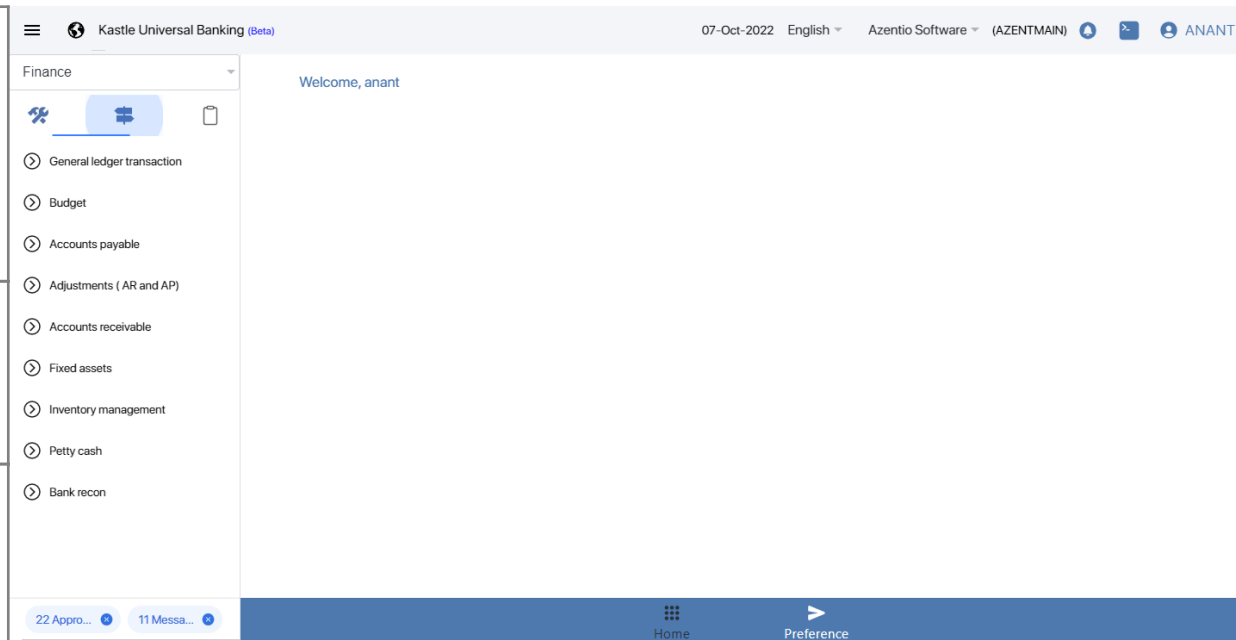 Kastle Universal Banking (Beta)
07-Oct-2022 English Azentio Software (AZENTMAIN) ANANT
Finance
Welcome, anant
General ledger transaction
Budget
Accounts payable
Adjustments ( AR and AP)
Accounts receivable
Fixed assets
Inventory management
Petty cash
Bank recon
22 Appro... 11 Messa...
Home Preference